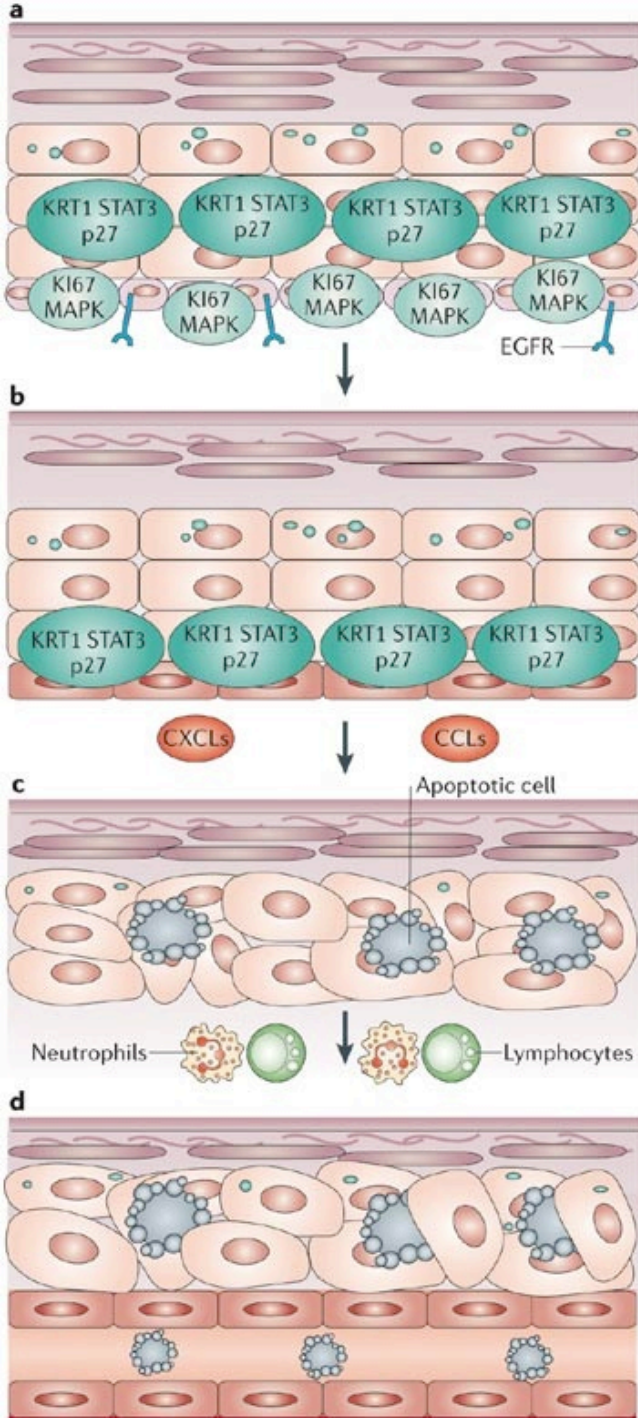 a
KRT1 STAT3
p27
KRT1 STAT3
p27
KRT1 STAT3
p27
KRT1 STAT3
p27
KI67
MAPK
KI67
MAPK
KI67
MAPK
KI67
MAPK
KI67
MAPK
EGFR
b
KRT1 STAT3
p27
KRT1 STAT3
p27
KRT1 STAT3
p27
KRT1 STAT3
p27
CXCLs
CCLs
c
Apoptotic cell
Neutrophils
Lymphocytes
d